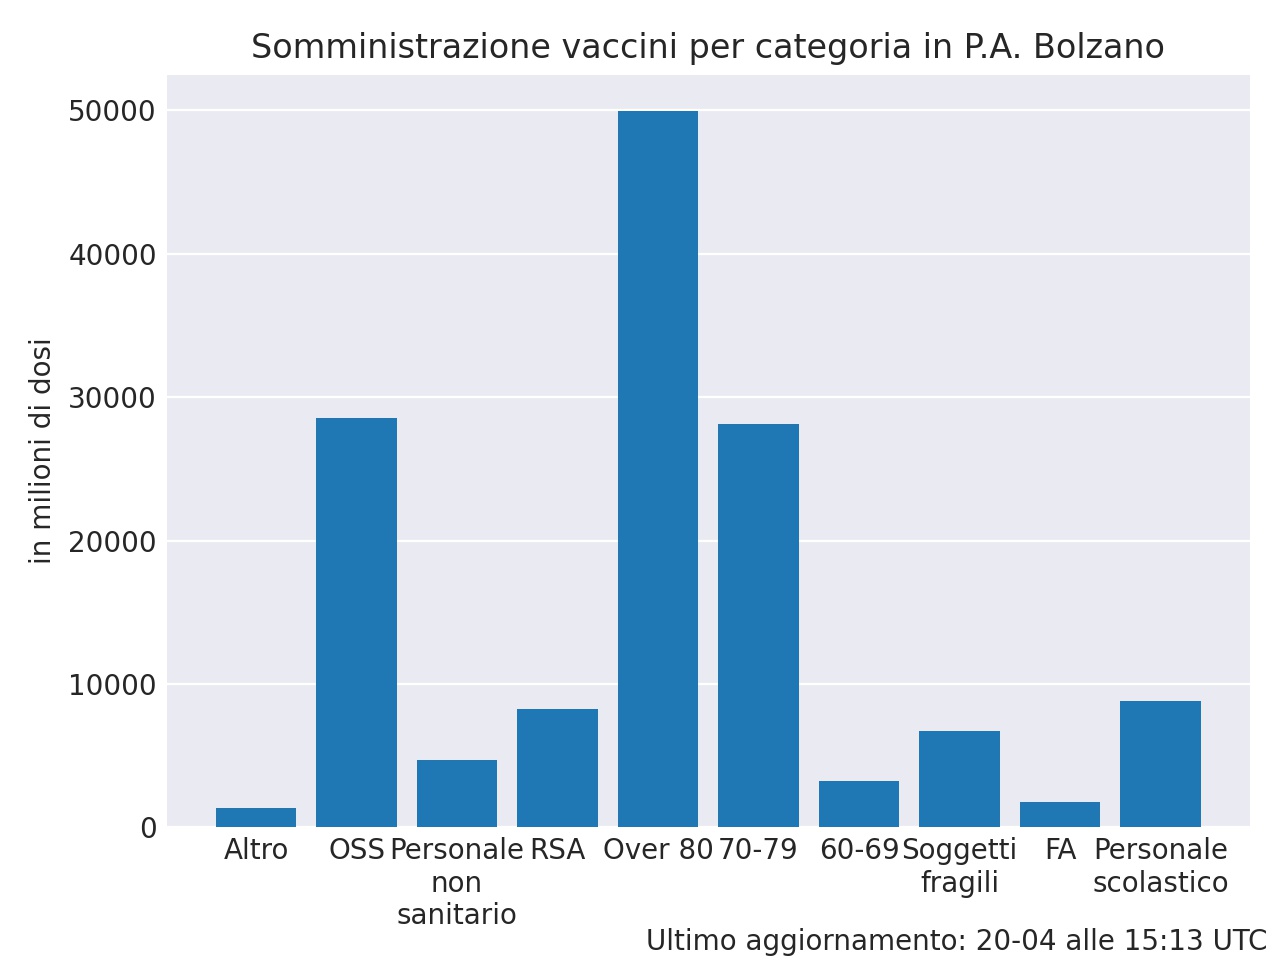 Somministrazione vaccini per categoria in P.A. Bolzano
in milioni di dosi
50000
40000
30000
20000
10000
0
Altro
OSS
Personale
non
sanitario
RSA
Over 80
70-79
60-69
Soggetti
fragili
FA
Personale
scolastico
Ultimo aggiornamento: 20-04 alle 15:13 UTC